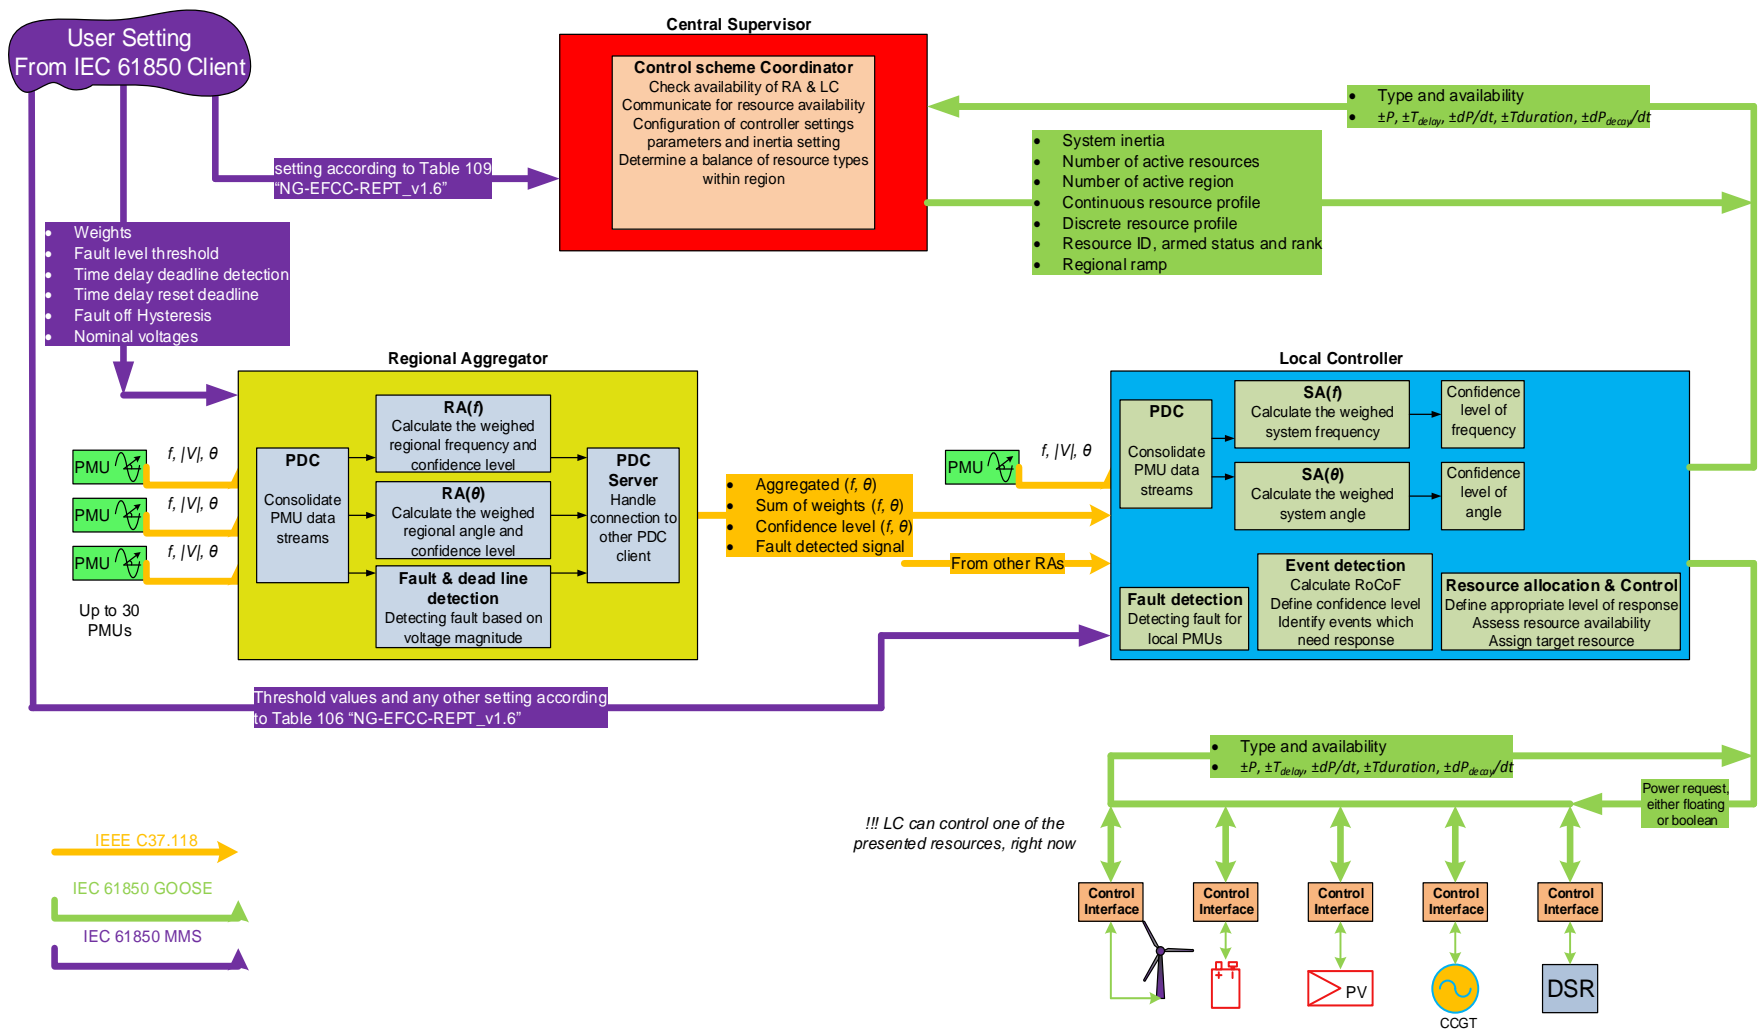 User Setting
From IEC 61850 Client
Central Supervisor
Control scheme Coordinator
Check availability of RA & LC
Communicate for resource availability
Configuration of controller settings
parameters and inertia setting
Determine a balance of resource types
within region
• Type and availability
• ±P, ±Tdelay, ±dP/dt, ±Tduration, ±dPdecay/dt
setting according to Table 109
“NG-EFCC-REPT_v1.6”
• System inertia
• Number of active resources
• Number of active region
• Continuous resource profile
• Discrete resource profile
• Resource ID, armed status and rank
• Regional ramp
• Weights
• Fault level threshold
• Time delay deadline detection
• Time delay reset deadline
• Fault off Hysteresis
• Nominal voltages
Regional Aggregator
PMU
f, |V|, θ
PMU
f, |V|, θ
PMU
f, |V|, θ
Up to 30
PMUs
PDC
Consolidate
PMU data
streams
RA(f)
Calculate the weighed
regional frequency and
confidence level
RA(θ)
Calculate the weighed
regional angle and
confidence level
Fault & dead line
detection
Detecting fault based on
voltage magnitude
PDC
Server
Handle
connection to
other PDC
client
• Aggregated (f, θ)
• Sum of weights (f, θ)
• Confidence level (f, θ)
• Fault detected signal
From other RAs
Local Controller
PMU
f, |V|, θ
PDC
Consolidate
PMU data
streams
SA(f)
Calculate the weighed
system frequency
Confidence
level of
frequency
SA(θ)
Calculate the weighed
system angle
Confidence
level of
angle
Fault detection
Detecting fault for
local PMUs
Event detection
Calculate RoCoF
Define confidence level
Identify events which
need response
Resource allocation & Control
Define appropriate level of response
Assess resource availability
Assign target resource
Threshold values and any other setting according
to Table 106 “NG-EFCC-REPT_v1.6”
• Type and availability
• ±P, ±Tdelay, ±dP/dt, ±Tduration, ±dPdecay/dt
Power request,
either floating
or boolean
!!! LC can control one of the
presented resources, right now
IEEE C37.118
IEC 61850 GOOSE
IEC 61850 MMS
Control
Interface
Control
Interface
Control
Interface
Control
Interface
Control
Interface
PV
CCGT
DSR